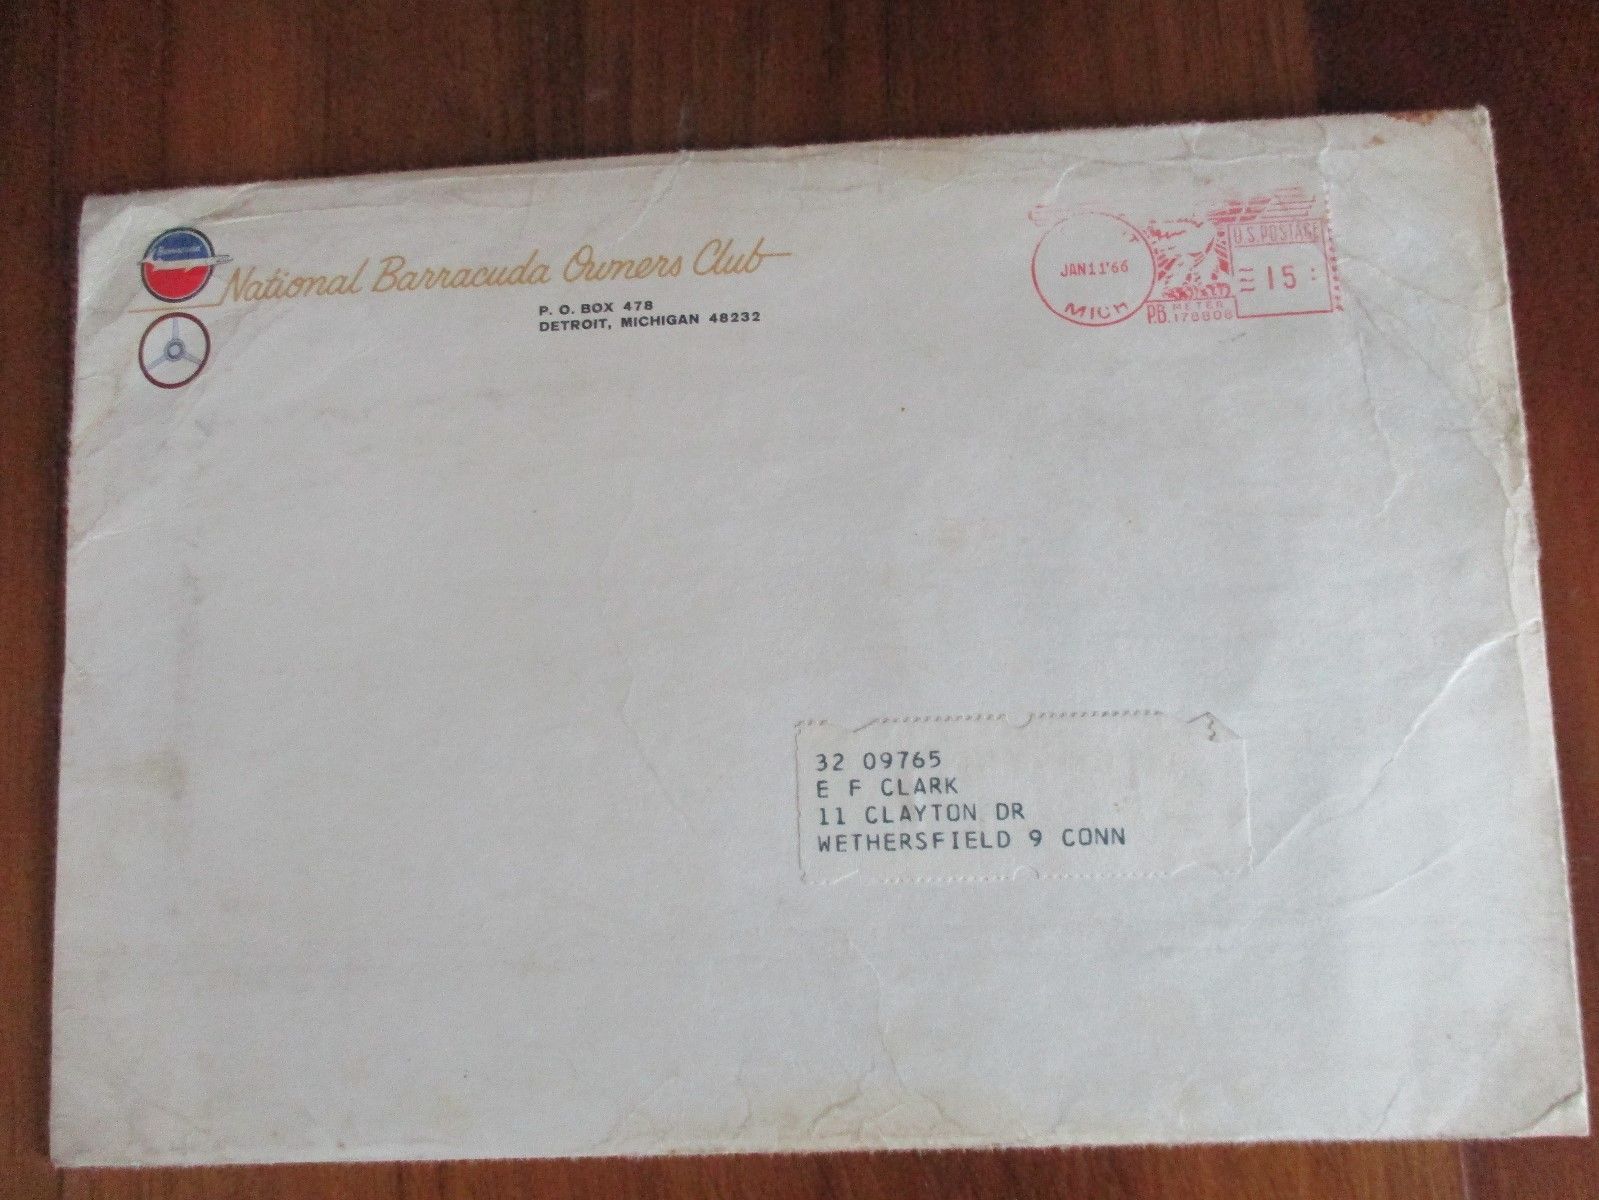 National Barracuda Owners Club
P. O. BOX 478
DETROIT, MICHIGAN 48232
JAN 11 '66
MICH
U.S. POSTAGE
15
P.B. METER
32 09765
E F CLARK
11 CLAYTON DR
WETHERSFIELD 9 CONN